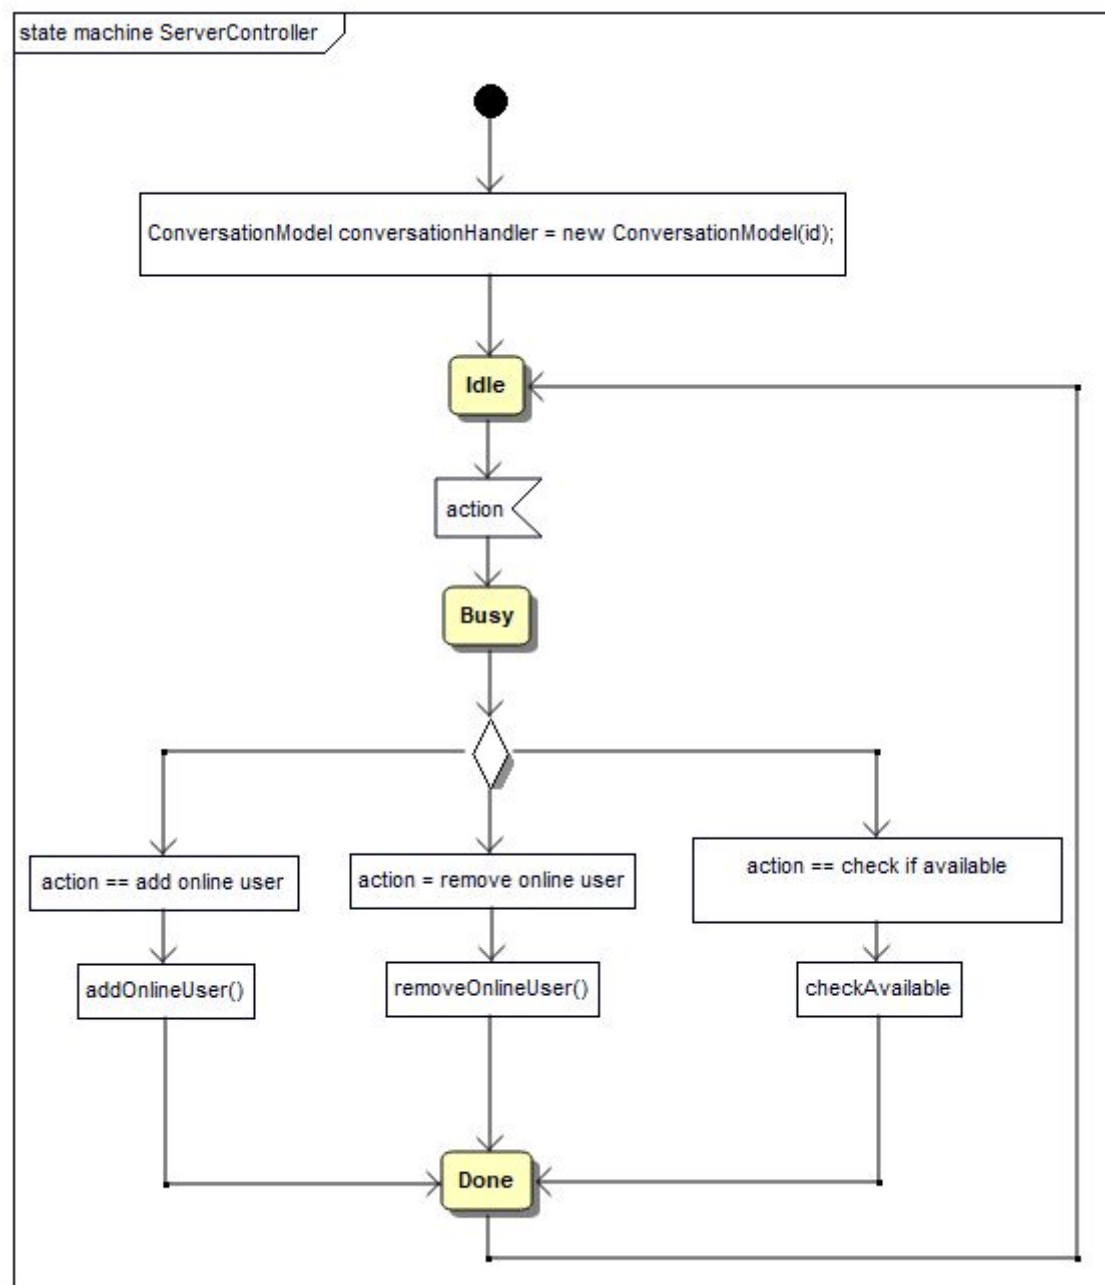 state machine ServerController
ConversationModel conversationHandler = new ConversationModel(id);
Idle
action
Busy
action == add online user
action = remove online user
action == check if available
addOnlineUser()
removeOnlineUser()
checkAvailable
Done